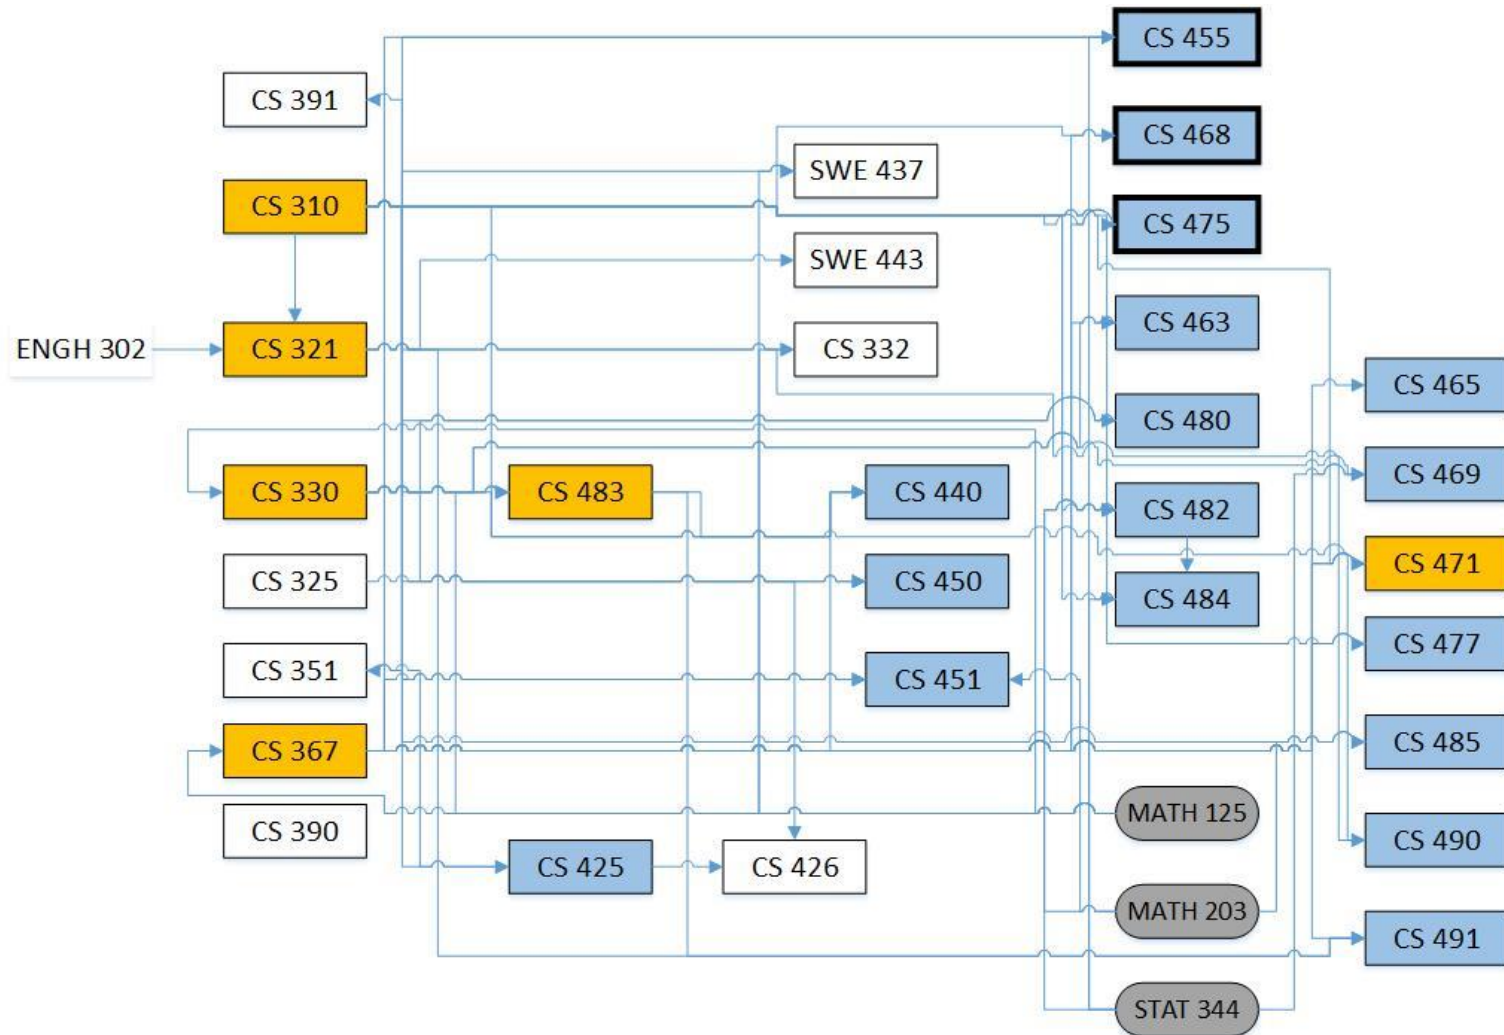 CS 455
CS 391
CS 468
SWE 437
CS 310
CS 475
SWE 443
CS 463
ENGH 302
CS 321
CS 332
CS 465
CS 480
CS 330
CS 483
CS 440
CS 469
CS 482
CS 325
CS 450
CS 471
CS 484
CS 351
CS 451
CS 477
CS 367
CS 485
MATH 125
CS 390
CS 490
CS 425
CS 426
MATH 203
CS 491
STAT 344